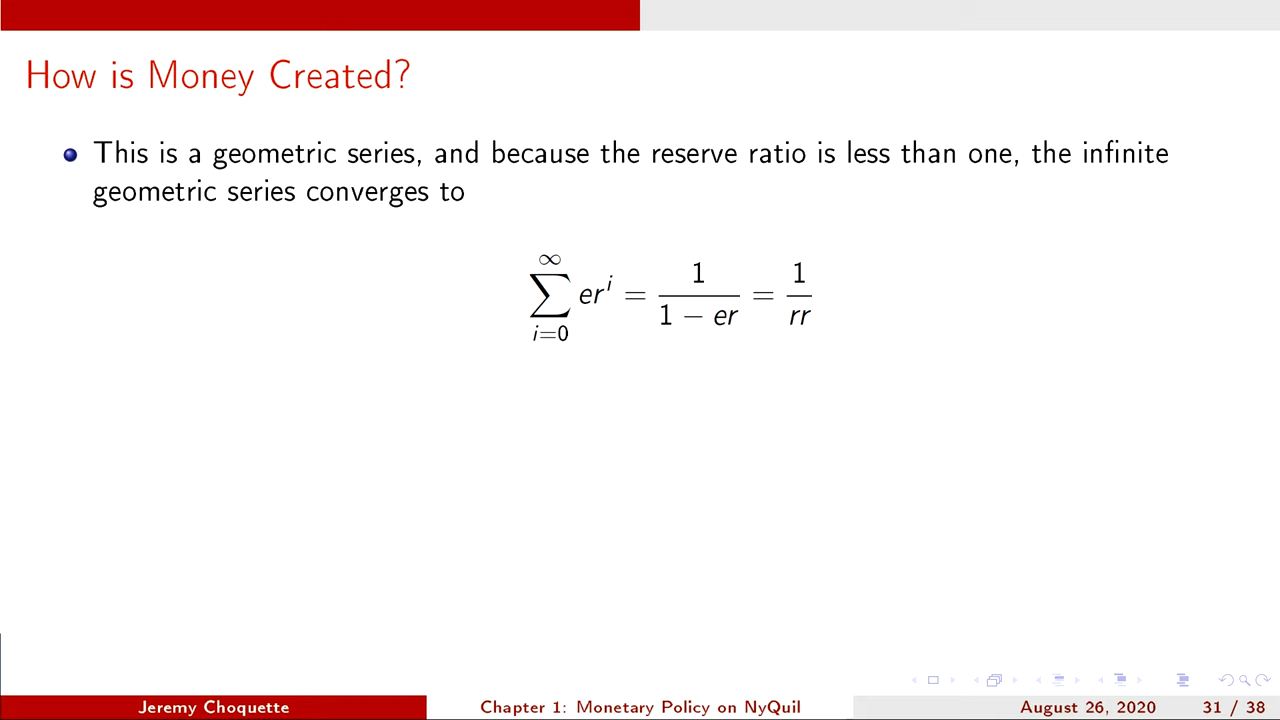 How is Money Created?
This is a geometric series, and because the reserve ratio is less than one, the infinite
geometric series converges to
∑_{i=0}^{∞} er^i = 1/(1 − er) = 1/rr
Jeremy Choquette Chapter 1: Monetary Policy on NyQuil August 26, 2020 31 / 38